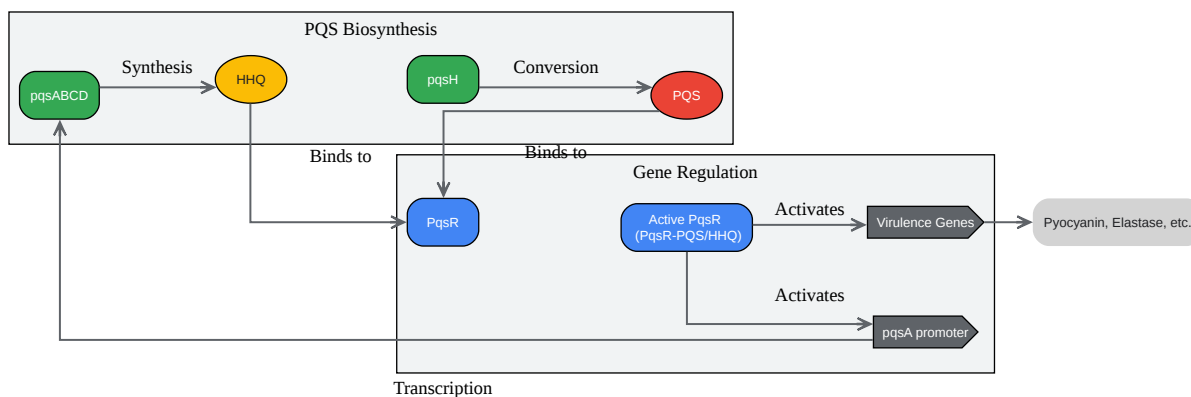 PQS Biosynthesis
Synthesis
HHQ
pqsH
Conversion
pqsABCD
PQS
Binds to
Binds to
Gene Regulation
PqsR
Active PqsR
(PqsR-PQS/HHQ)
Activates
Virulence Genes
Pyocyanin, Elastase, etc.
Activates
pqsA promoter
Transcription